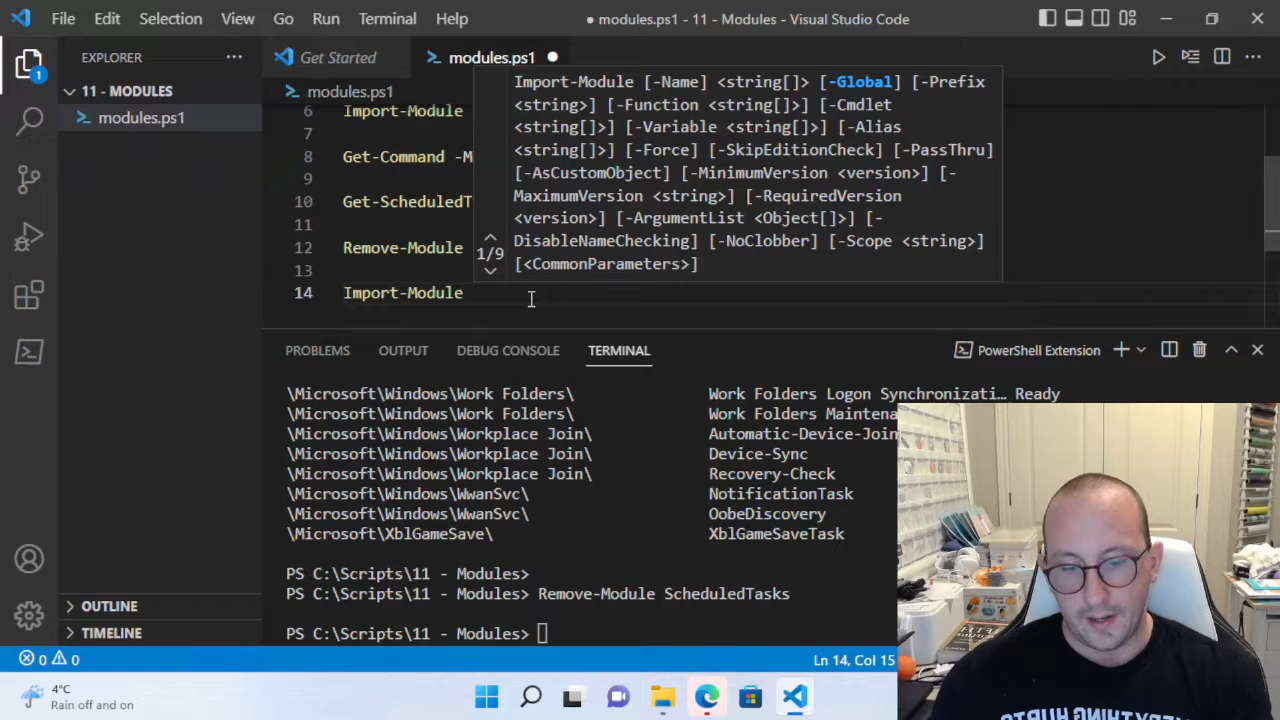 File Edit Selection View Go Run Terminal Help
● modules.ps1 - 11 - Modules - Visual Studio Code
EXPLORER
Get Started
modules.ps1
11 - MODULES
modules.ps1
1
modules.ps1
6 Import-Module
7
8 Get-Command -M
9
10 Get-ScheduledT
11
12 Remove-Module
13
14 Import-Module
Import-Module [-Name] <string[]> [-Global] [-Prefix
<string>] [-Function <string[]>] [-Cmdlet
<string[]>] [-Variable <string[]>] [-Alias
<string[]>] [-Force] [-SkipEditionCheck] [-PassThru]
[-AsCustomObject] [-MinimumVersion <version>] [-
MaximumVersion <string>] [-RequiredVersion
<version>] [-ArgumentList <Object[]>] [-
DisableNameChecking] [-NoClobber] [-Scope <string>]
[<CommonParameters>]
1/9
PROBLEMS OUTPUT DEBUG CONSOLE TERMINAL
PowerShell Extension
\Microsoft\Windows\Work Folders\ Work Folders Logon Synchronizati… Ready
\Microsoft\Windows\Work Folders\ Work Folders Maintena
\Microsoft\Windows\Workplace Join\ Automatic-Device-Join
\Microsoft\Windows\Workplace Join\ Device-Sync
\Microsoft\Windows\Workplace Join\ Recovery-Check
\Microsoft\Windows\WwanSvc\ NotificationTask
\Microsoft\Windows\WwanSvc\ OobeDiscovery
\Microsoft\XblGameSave\ XblGameSaveTask
PS C:\Scripts\11 - Modules>
PS C:\Scripts\11 - Modules> Remove-Module ScheduledTasks
PS C:\Scripts\11 - Modules>
OUTLINE
TIMELINE
0 0
Ln 14, Col 15
4°C
Rain off and on
EVERYTHING HURTS